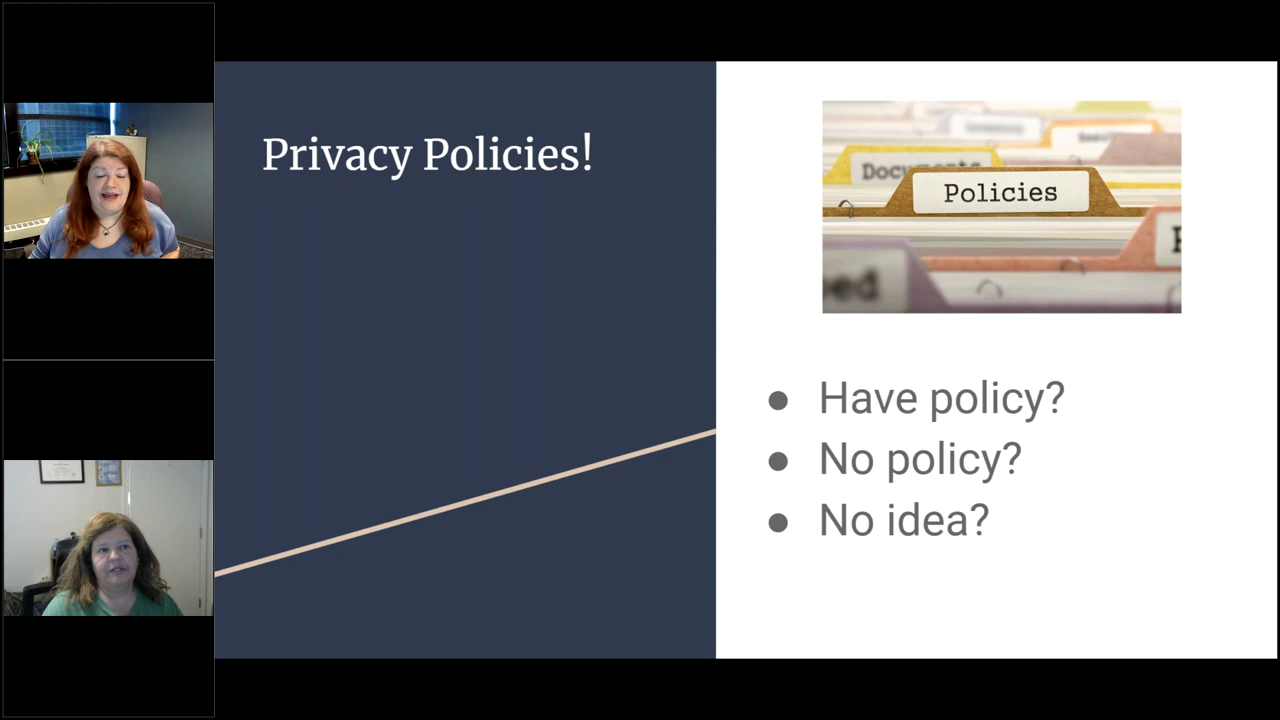 Privacy Policies!
Documents
Policies
Have policy?
No policy?
No idea?